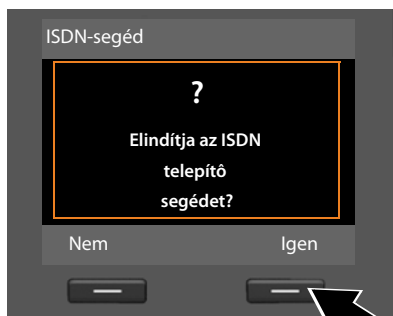 ISDN-segéd
?
Elindítja az ISDN
telepítô
segédet?
Nem Igen